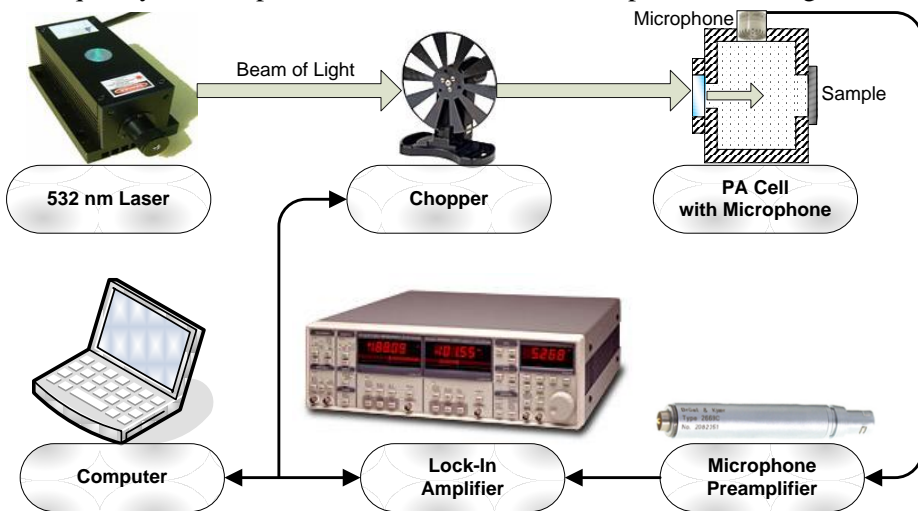 Microphone
Beam of Light
Sample
532 nm Laser
Chopper
PA Cell
with Microphone
Computer
Lock-In
Amplifier
Microphone
Preamplifier